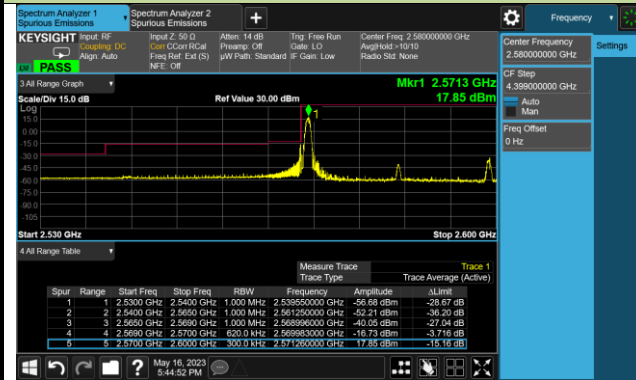 Spectrum Analyzer 1
Spurious Emissions
Spectrum Analyzer 2
Spurious Emissions
Frequency
KEYSIGHT
Input: RF
Coupling: DC
Align: Auto
Input Z: 50 Ω
Corr CCorr RCal
Freq Ref: Ext (S)
NFE: Off
Atten: 14 dB
Preamp: Off
µW Path: Standard
Trig: Free Run
Gate: LO
IF Gain: Low
Center Freq: 2.580000000 GHz
Avg|Hold:>10/10
Radio Std: None
PASS
Center Frequency
2.580000000 GHz
Settings
CF Step
4.399000000 GHz
Auto
Man
Freq Offset
0 Hz
3 All Range Graph
Mkr1 2.5713 GHz
Scale/Div 15.0 dB
Ref Value 30.00 dBm
17.85 dBm
Log
15.0
0.00
-15.0
-30.0
-45.0
-60.0
-75.0
-90.0
-105
1
Start 2.530 GHz
Stop 2.600 GHz
4 All Range Table
Measure Trace Trace 1
Trace Type Trace Average (Active)
Spur Range Start Freq Stop Freq RBW Frequency Amplitude ΔLimit
1 1 2.5300 GHz 2.5400 GHz 1.000 MHz 2.539550000 GHz -56.68 dBm -28.67 dB
2 2 2.5400 GHz 2.5650 GHz 1.000 MHz 2.561250000 GHz -52.21 dBm -36.20 dB
3 3 2.5650 GHz 2.5690 GHz 1.000 MHz 2.568996000 GHz -40.05 dBm -27.04 dB
4 4 2.5690 GHz 2.5700 GHz 620.0 kHz 2.569983000 GHz -16.73 dBm -3.716 dB
5 5 2.5700 GHz 2.6000 GHz 300.0 kHz 2.571260000 GHz 17.85 dBm -15.16 dB
May 16, 2023
5:44:52 PM